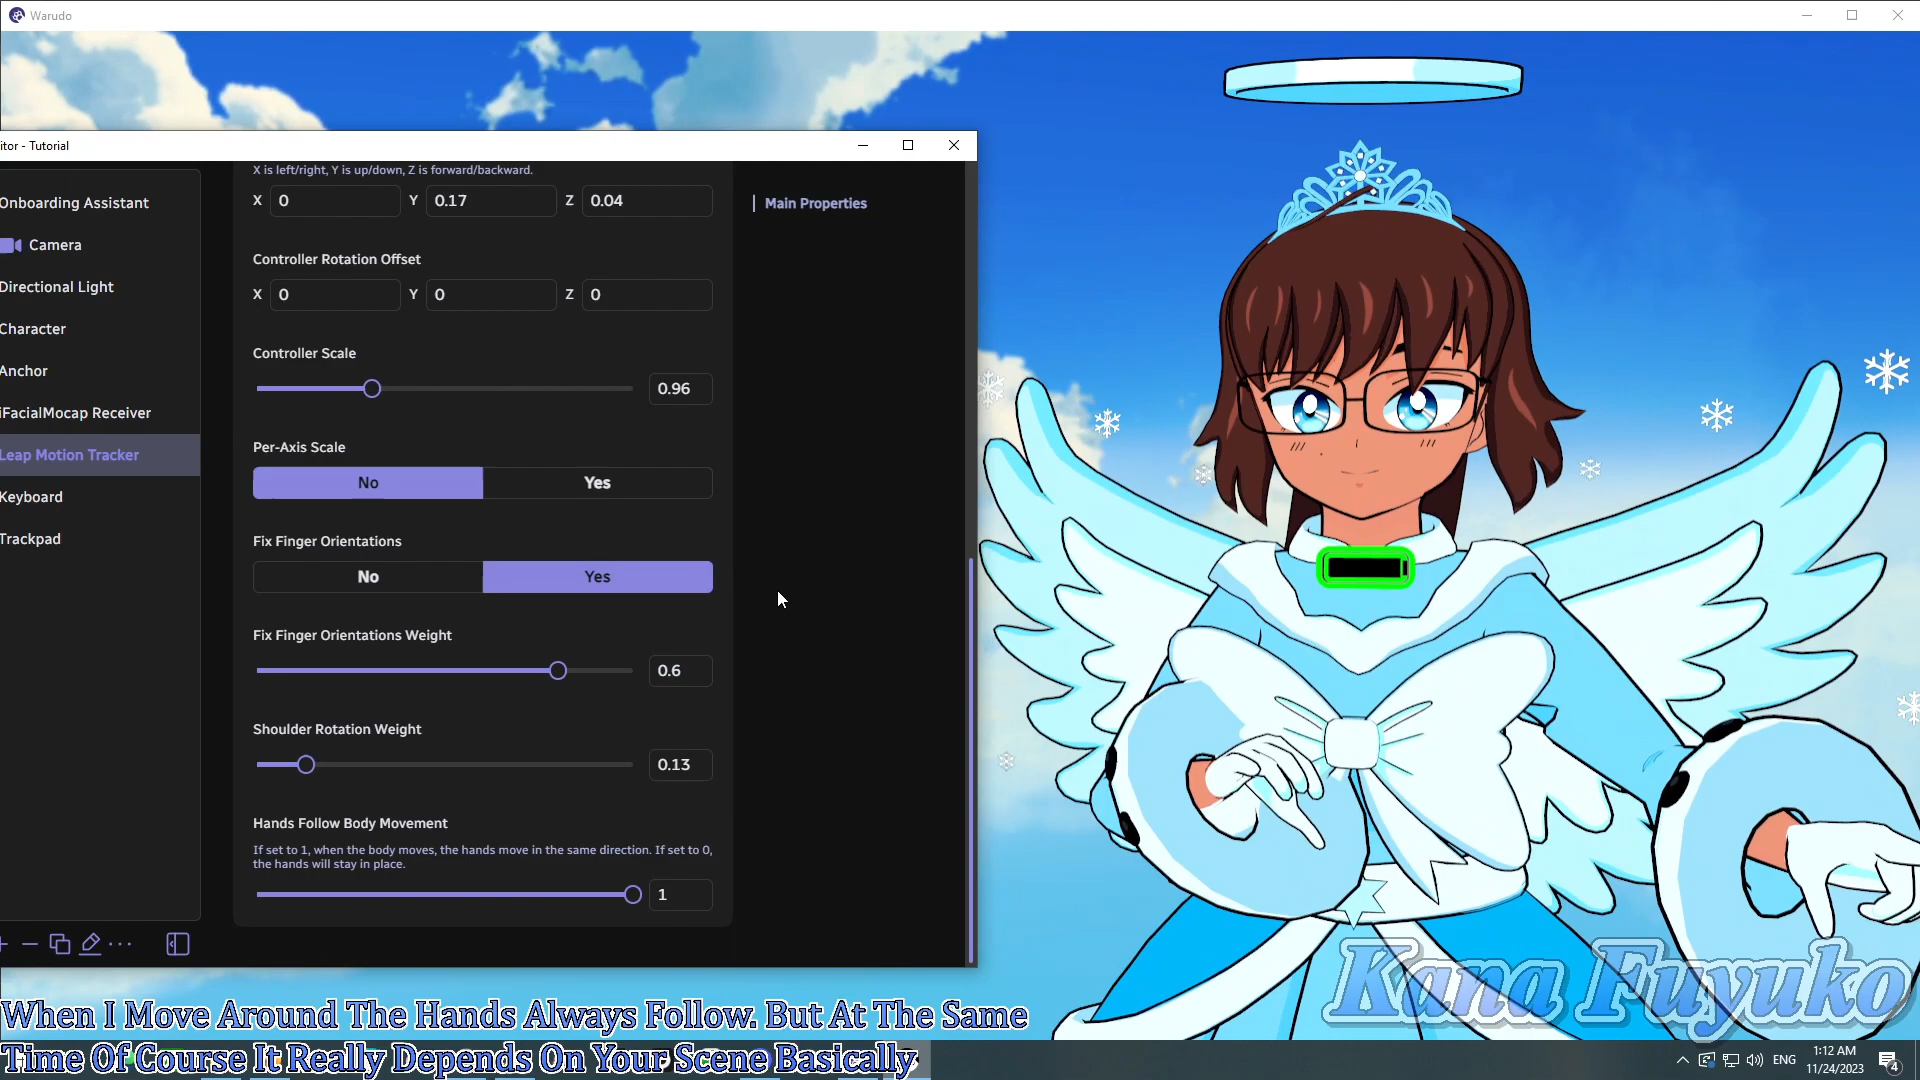 Warudo
itor - Tutorial
X is left/right, Y is up/down, Z is forward/backward.
X 0 Y 0.17 Z 0.04
Main Properties
Onboarding Assistant
Camera
Directional Light
Character
Anchor
iFacialMocap Receiver
Leap Motion Tracker
Keyboard
Trackpad
Controller Rotation Offset
X 0 Y 0 Z 0
Controller Scale
0.96
Per-Axis Scale
No Yes
Fix Finger Orientations
No Yes
Fix Finger Orientations Weight
0.6
Shoulder Rotation Weight
0.13
Hands Follow Body Movement
If set to 1, when the body moves, the hands move in the same direction. If set to 0,
the hands will stay in place.
1
Kana Fuyuko
When I Move Around The Hands Always Follow. But At The Same
Time Of Course It Really Depends On Your Scene Basically
ENG
1:12 AM
11/24/2023
4